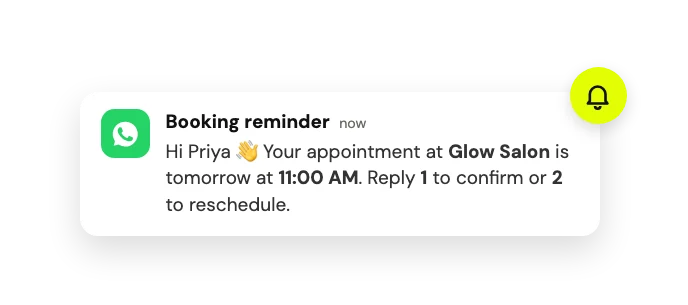 Booking reminder now
Hi Priya 👋 Your appointment at Glow Salon is
tomorrow at 11:00 AM. Reply 1 to confirm or 2
to reschedule.